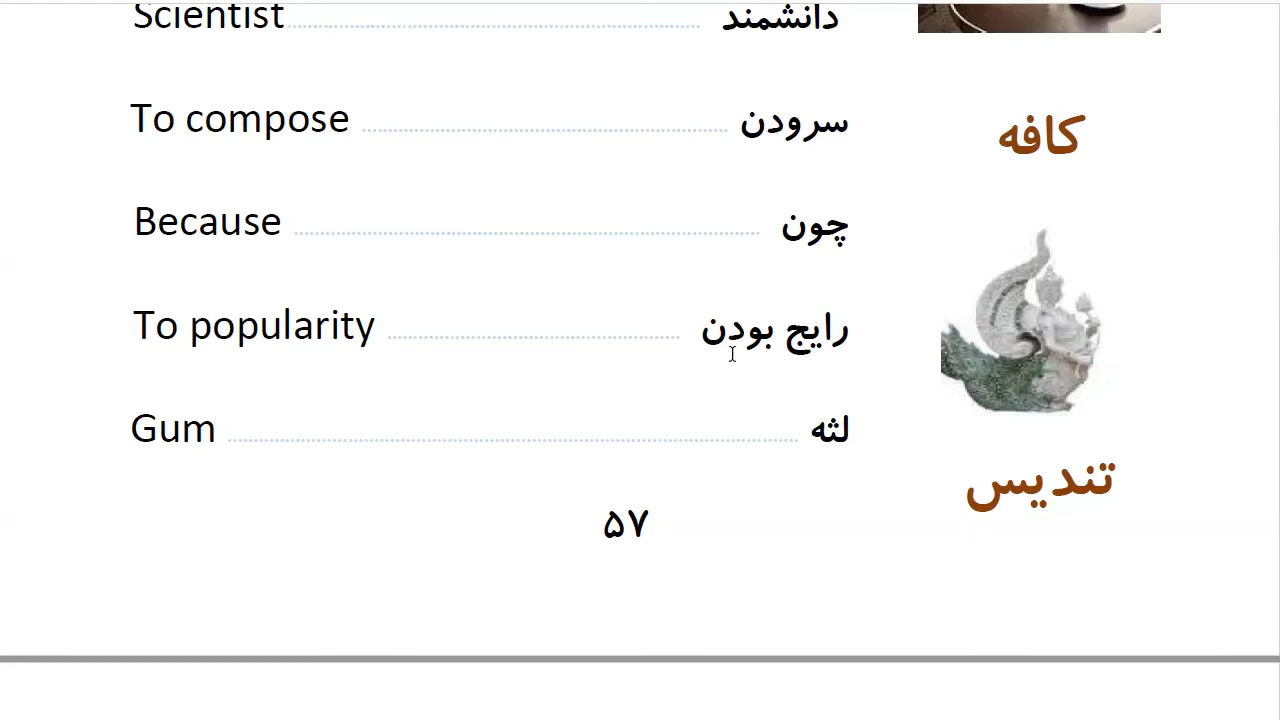 Scientist دانشمند
To compose سرودن
کافه
Because چون
To popularity رایج بودن
Gum لثه
تندیس
۵۷